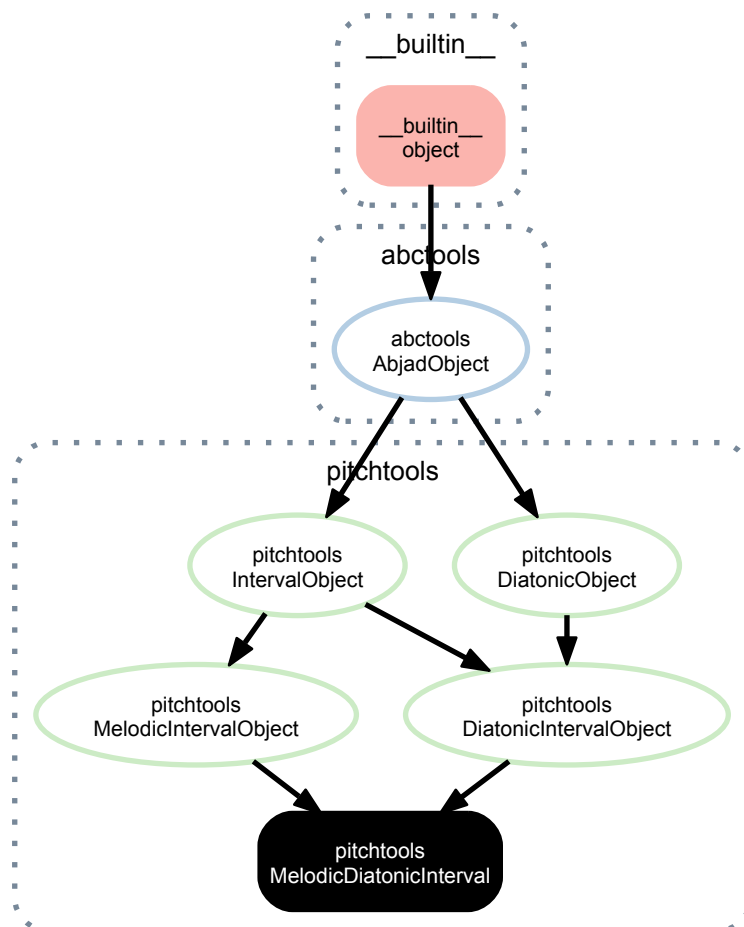 __builtin__
__builtin__
object
abctools
abctools
AbjadObject
pitchtools
pitchtools
IntervalObject
pitchtools
DiatonicObject
pitchtools
MelodicIntervalObject
pitchtools
DiatonicIntervalObject
pitchtools
MelodicDiatonicInterval